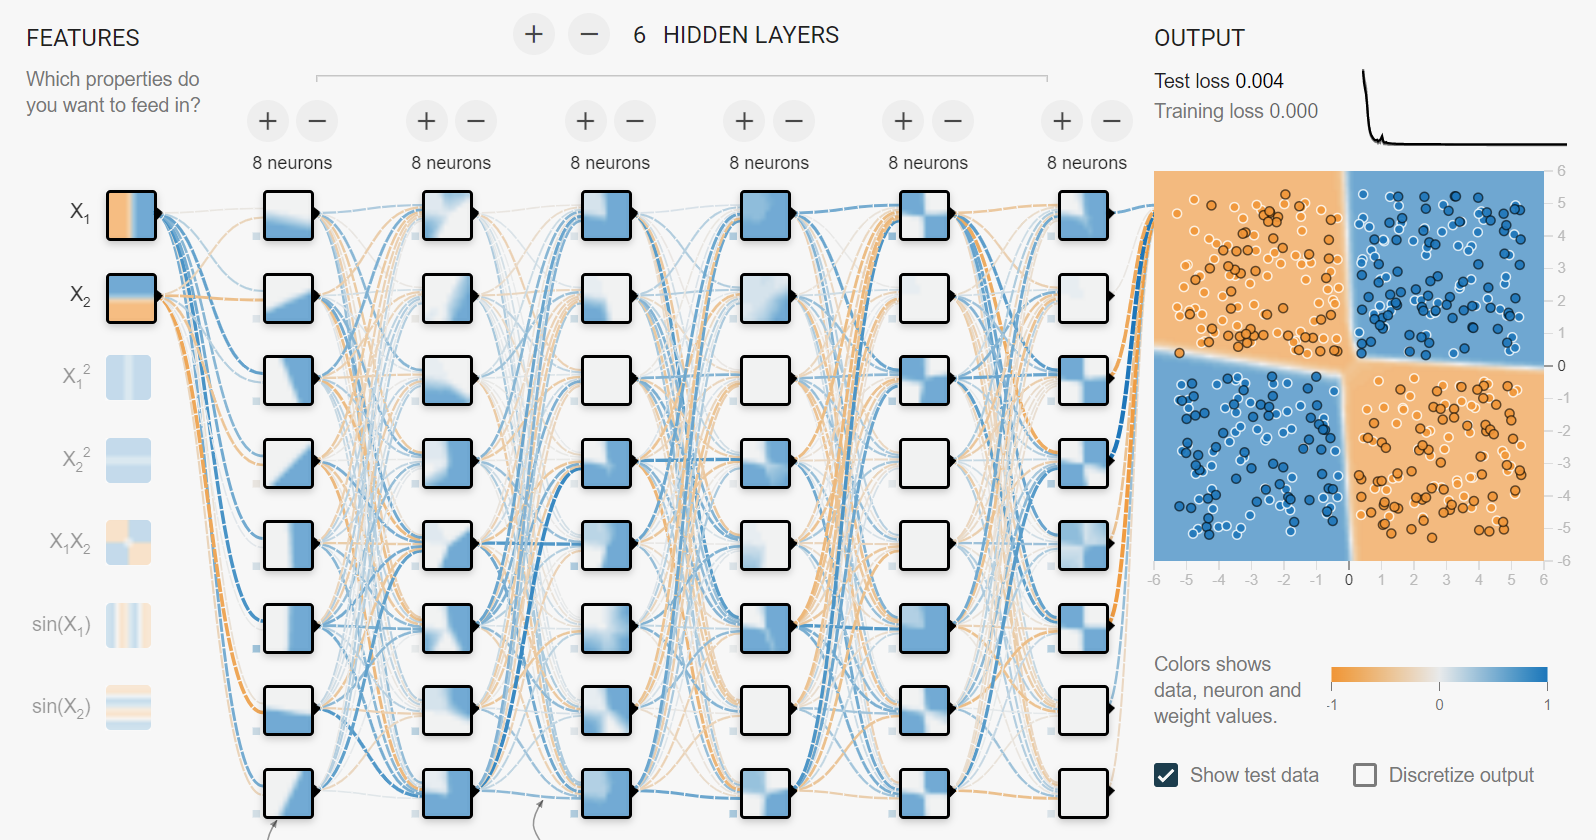 FEATURES
Which properties do
you want to feed in?
+ − 6 HIDDEN LAYERS
+ − + − + − + − + − + −
8 neurons 8 neurons 8 neurons 8 neurons 8 neurons 8 neurons
X1
X2
X1²
X2²
X1X2
sin(X1)
sin(X2)
OUTPUT
Test loss 0.004
Training loss 0.000
6
5
4
3
2
1
0
-1
-2
-3
-4
-5
-6
-6 -5 -4 -3 -2 -1 0 1 2 3 4 5 6
Colors shows
data, neuron and
weight values.
-1 0 1
Show test data Discretize output